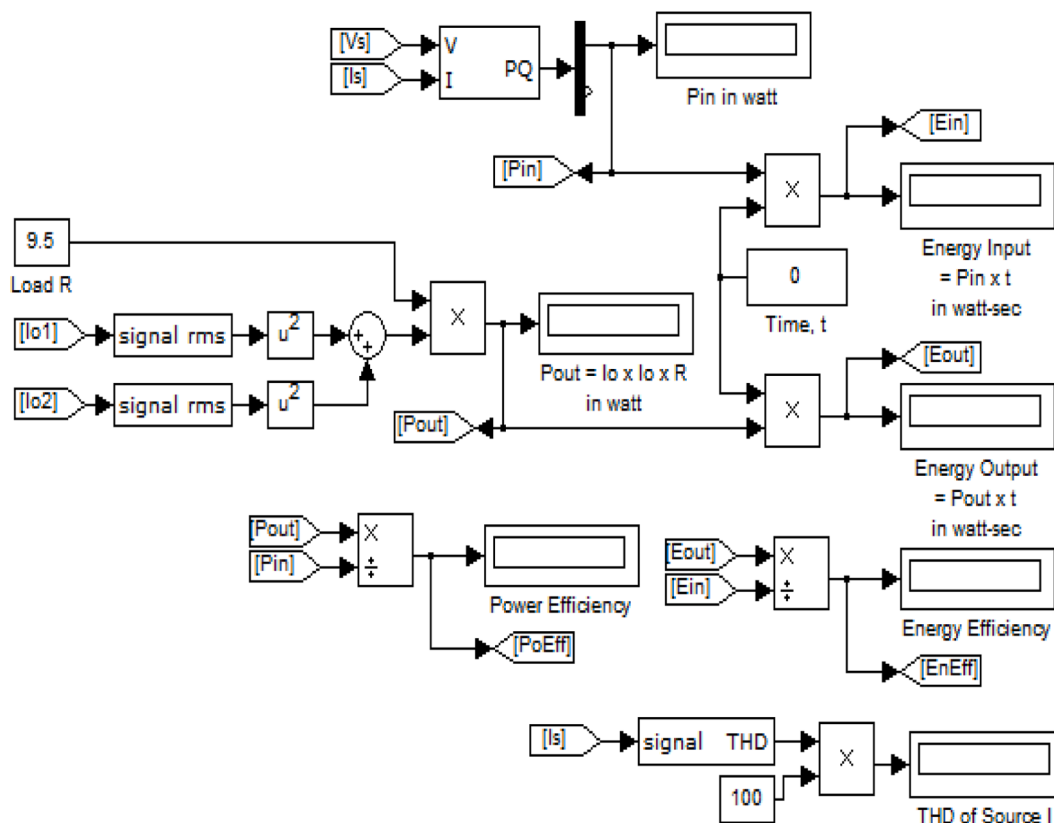 [Vs]
V
[Is]
I
PQ
Pin in watt
[Ein]
[Pin]
X
9.5
Load R
Energy Input
= Pin x t
in watt-sec
0
Time, t
X
[Io1]
signal rms
u²
+
+
Pout = Io x Io x R
in watt
[Eout]
[Io2]
signal rms
u²
X
[Pout]
Energy Output
= Pout x t
in watt-sec
[Pout]
X
[Pin]
÷
Power Efficiency
[PoEff]
[Eout]
X
[Ein]
÷
Energy Efficiency
[EnEff]
[Is]
signal THD
X
100
THD of Source I